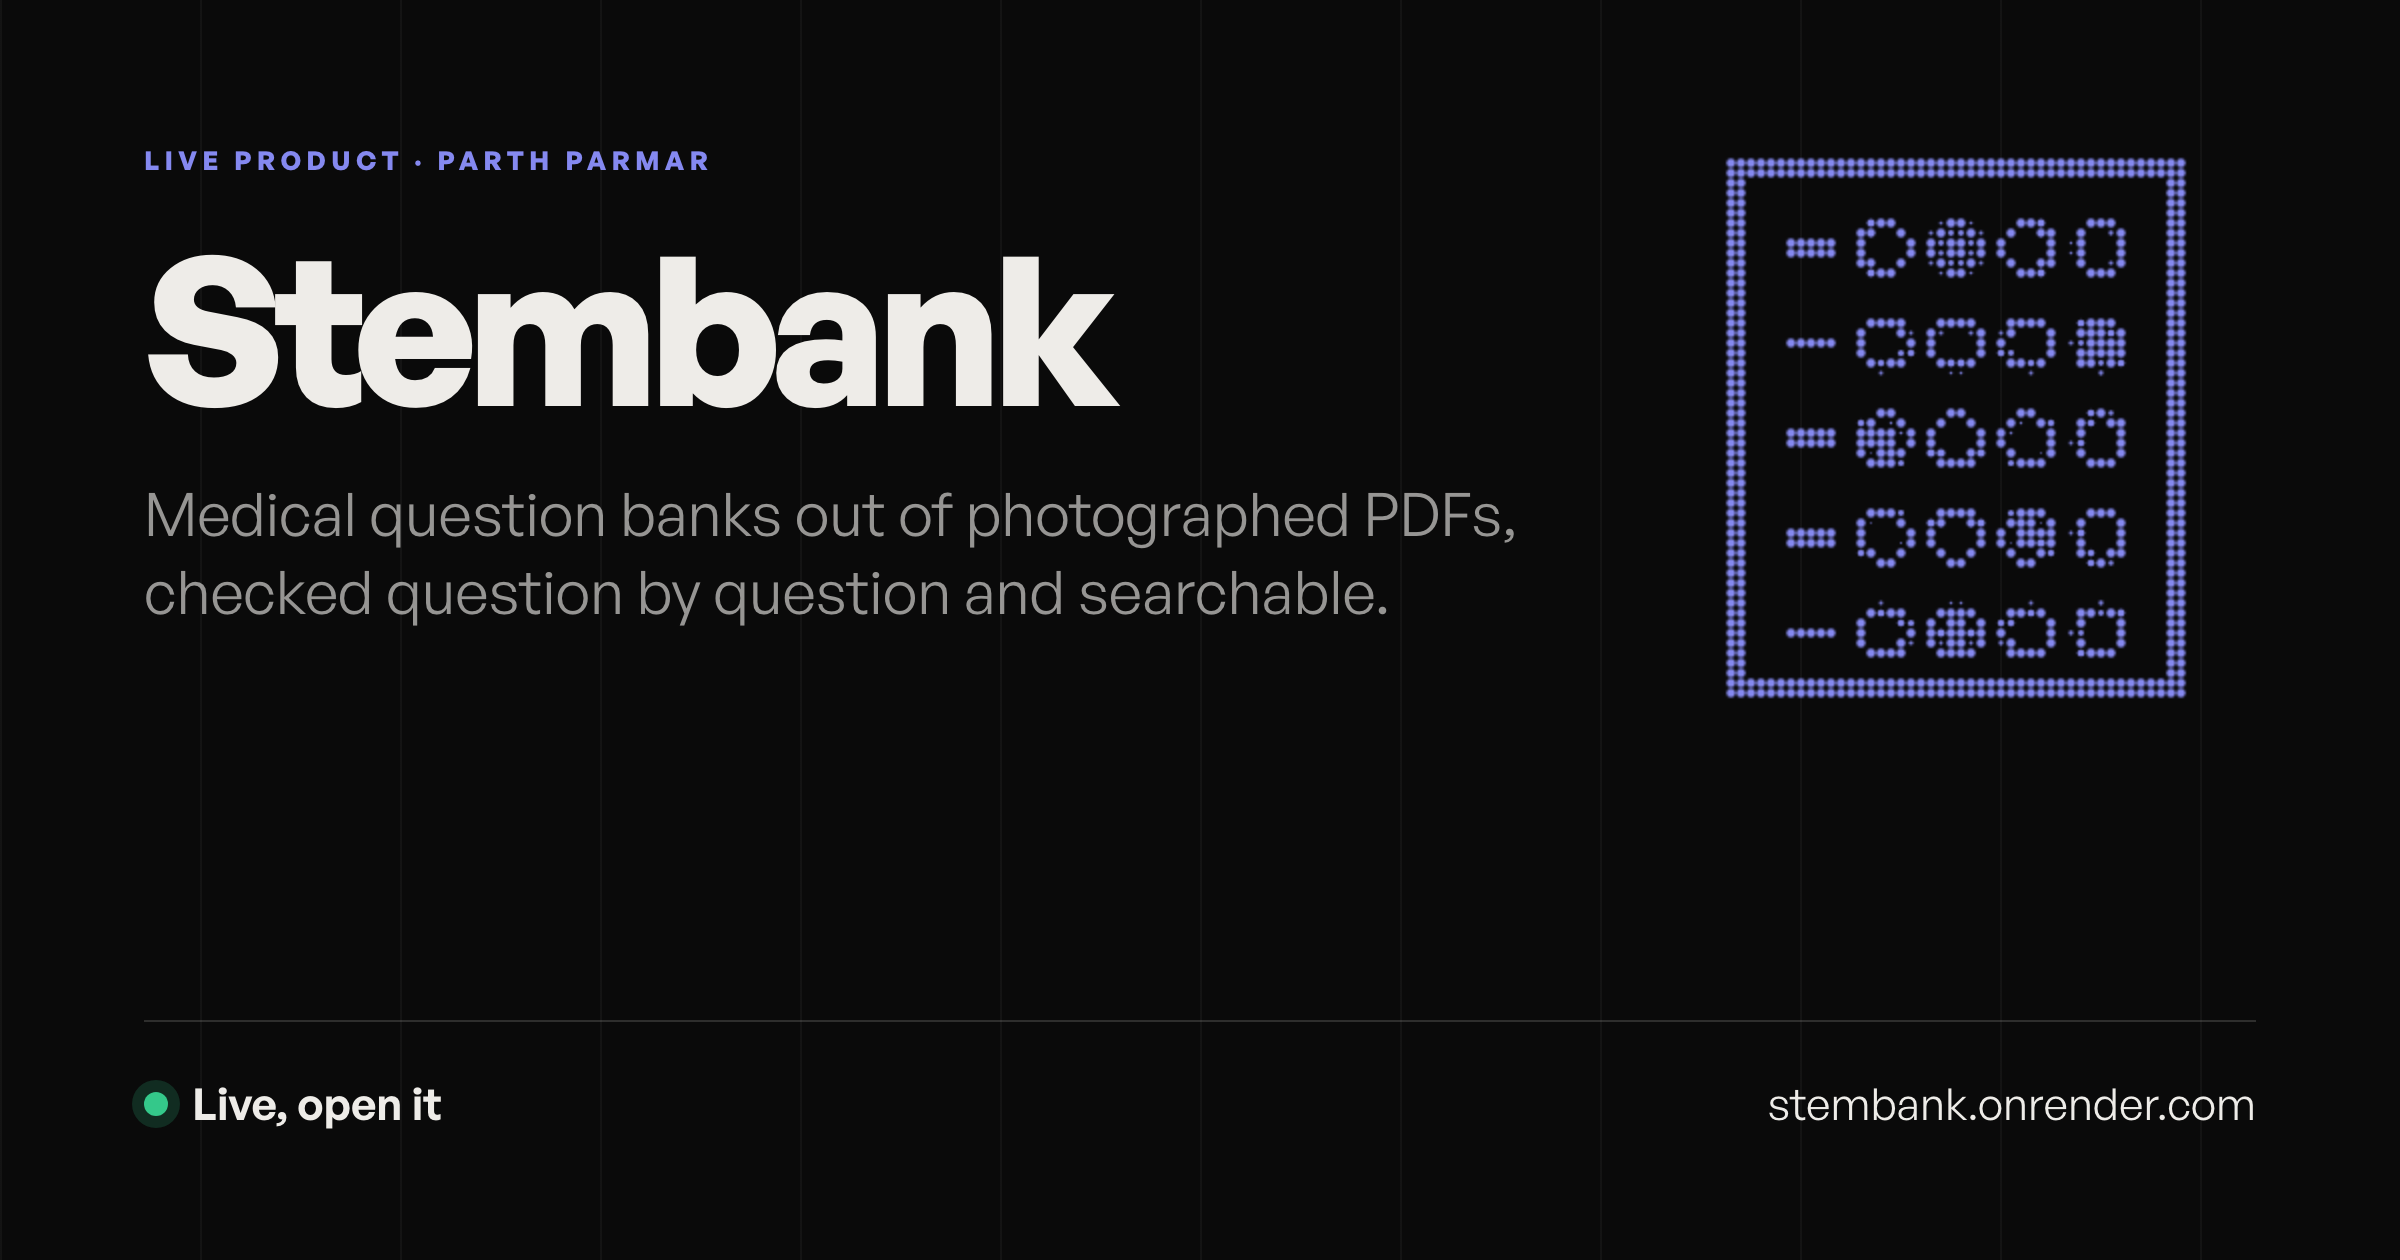 LIVE PRODUCT · PARTH PARMAR
Stembank
Medical question banks out of photographed PDFs,
checked question by question and searchable.
Live, open it
stembank.onrender.com